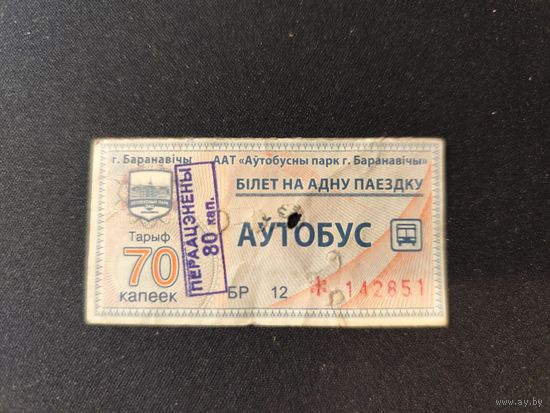 г. Баранавічы ААТ «Аўтобусны парк г. Баранавічы»
БІЛЕТ НА АДНУ ПАЕЗДКУ
АЎТОБУС
Тарыф
70
капеек
ПЕРААЦЭНЕНЫ
80 кап.
БР 12 * 142851
www.ay.by